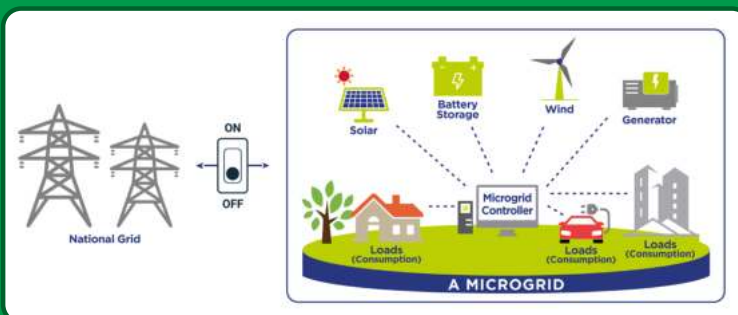 ON
OFF
National Grid
Solar
Battery
Storage
Wind
Generator
Microgrid
Controller
Loads
(Consumption)
Loads
(Consumption)
Loads
(Consumption)
A MICROGRID